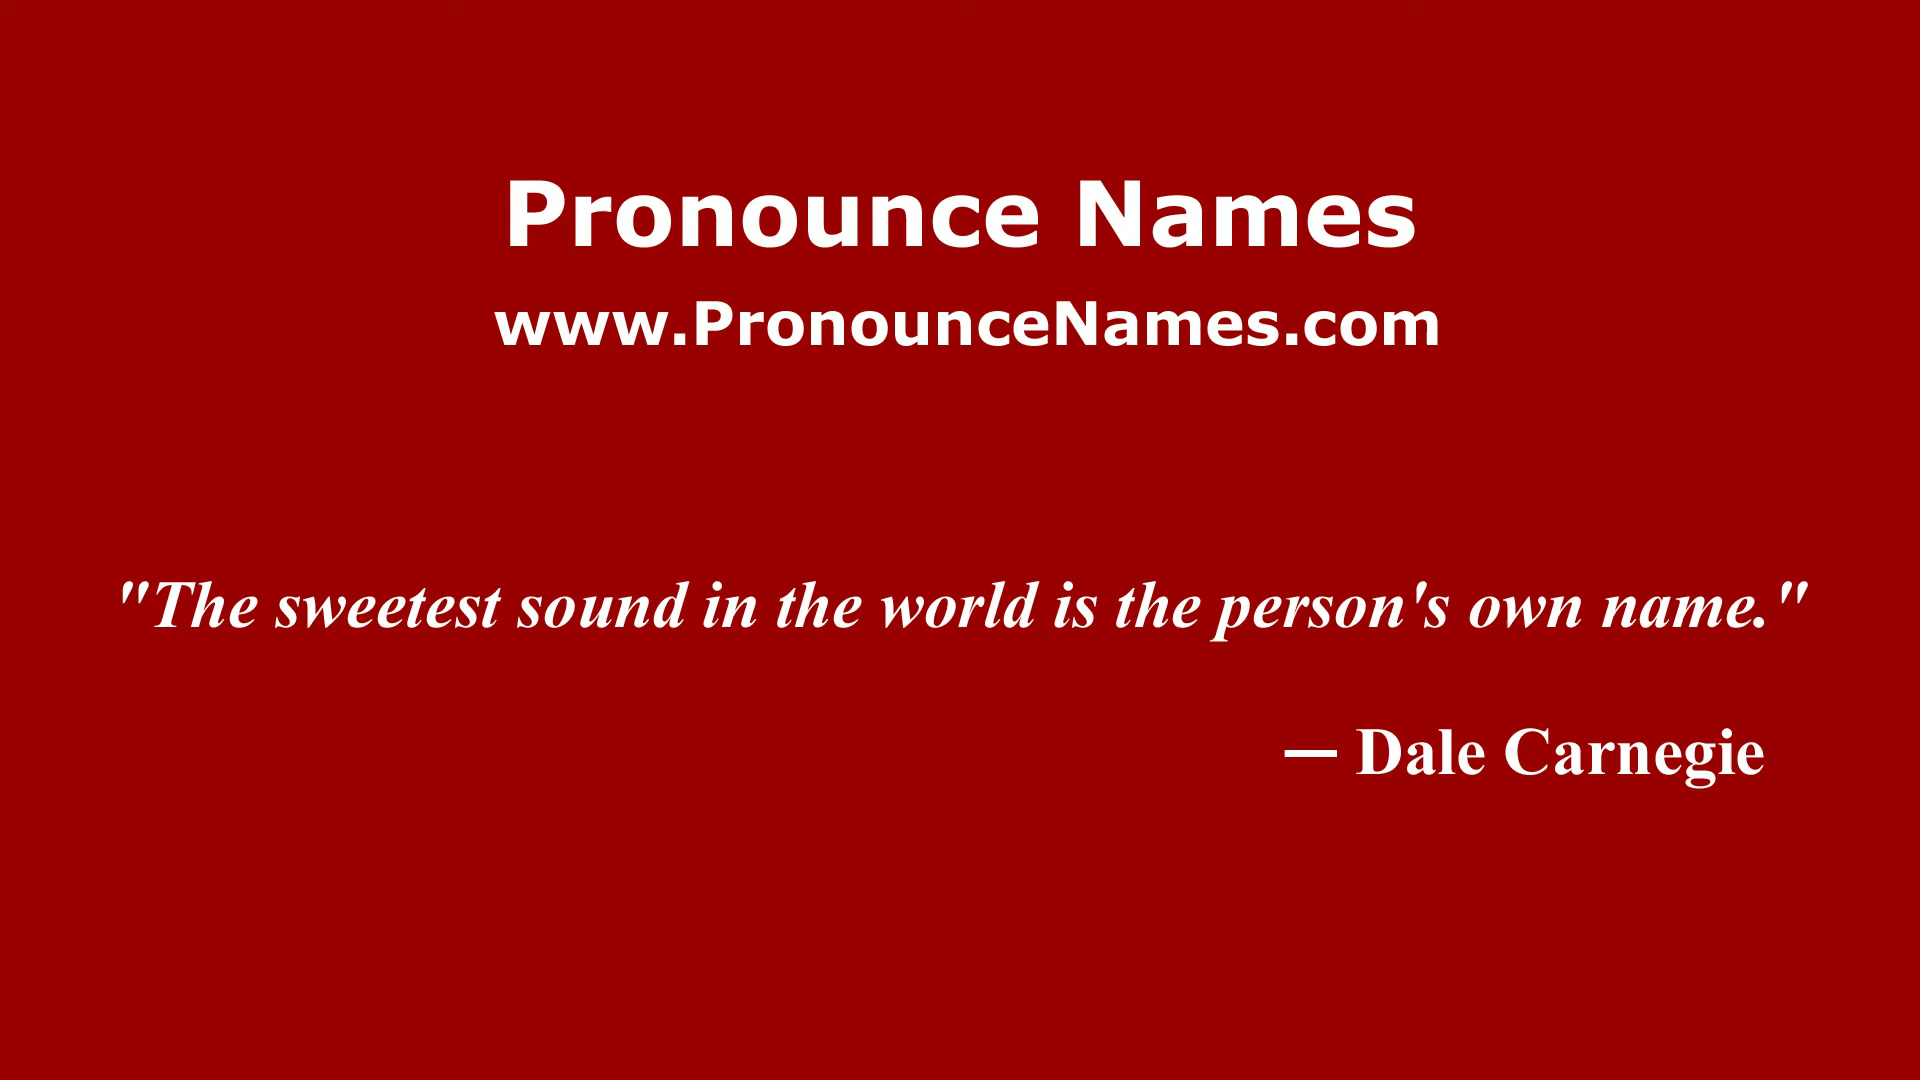 Pronounce Names
www.PronounceNames.com
"The sweetest sound in the world is the person's own name."
— Dale Carnegie